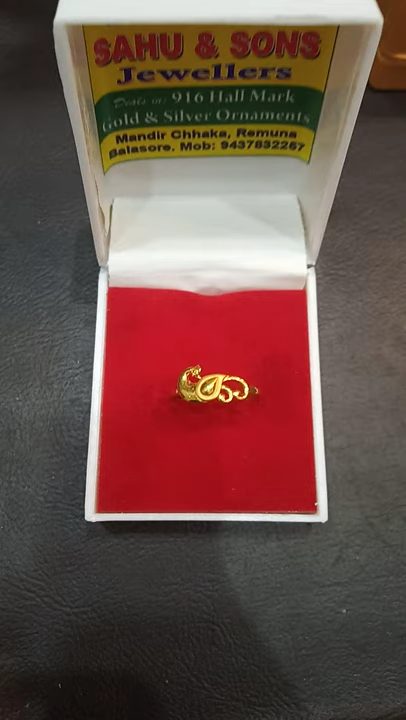 SAHU & SONS
Jewellers
Deals in: 916 Hall Mark
Gold & Silver Ornaments
Mandir Chhaka, Remuna
Balasore. Mob: 9437832267